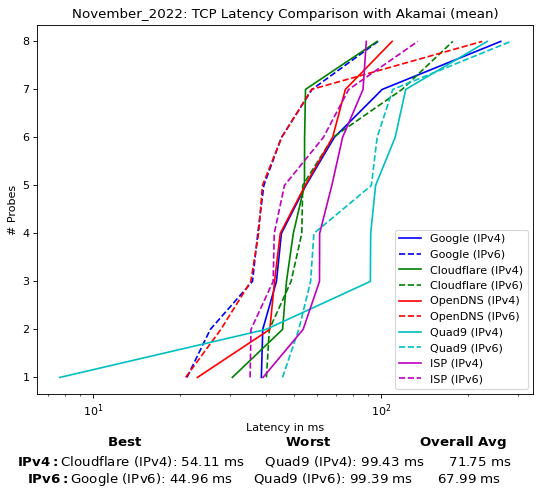 November_2022: TCP Latency Comparison with Akamai (mean)
8
7
6
5
4
3
2
1
# Probes
Google (IPv4)
Google (IPv6)
Cloudflare (IPv4)
Cloudflare (IPv6)
OpenDNS (IPv4)
OpenDNS (IPv6)
Quad9 (IPv4)
Quad9 (IPv6)
ISP (IPv4)
ISP (IPv6)
10¹ 10²
Latency in ms
Best Worst Overall Avg
IPv4: Cloudflare (IPv4): 54.11 ms Quad9 (IPv4): 99.43 ms 71.75 ms
IPv6: Google (IPv6): 44.96 ms Quad9 (IPv6): 99.39 ms 67.99 ms